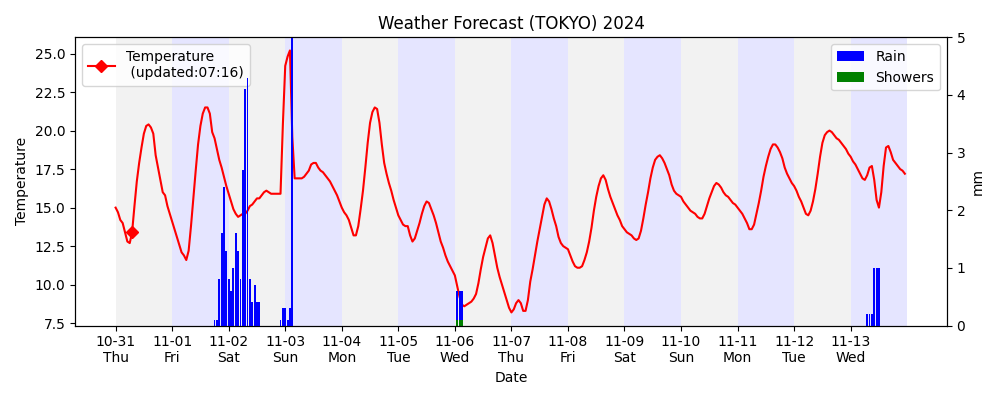 Weather Forecast (TOKYO) 2024
Temperature
(updated:07:16)
Rain
Showers
25.0
22.5
20.0
17.5
15.0
12.5
10.0
7.5
Temperature
5
4
3
2
1
0
mm
10-31 11-01 11-02 11-03 11-04 11-05 11-06 11-07 11-08 11-09 11-10 11-11 11-12 11-13
Thu Fri Sat Sun Mon Tue Wed Thu Fri Sat Sun Mon Tue Wed
Date